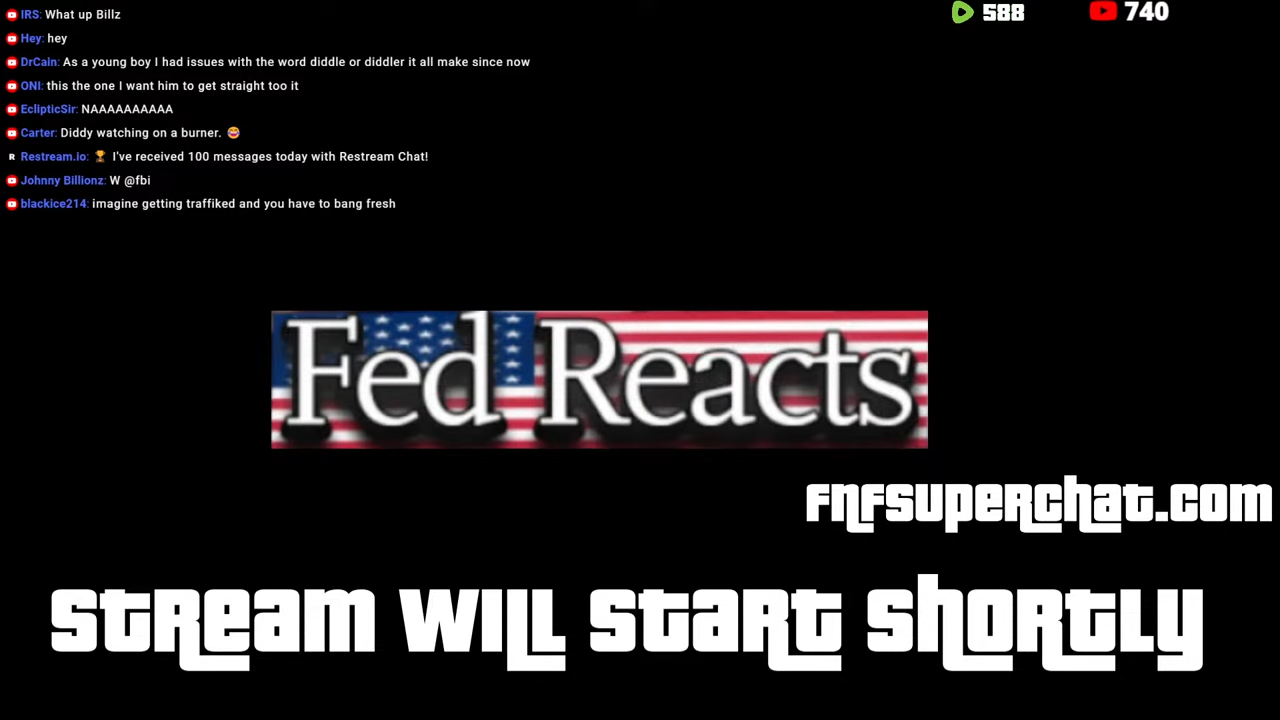 IRS: What up Billz
588
740
Hey: hey
DrCain: As a young boy I had issues with the word diddle or diddler it all make since now
ONI: this the one I want him to get straight too it
EclipticSir: NAAAAAAAAAA
Carter: Diddy watching on a burner. 😂
R Restream.io: 🏆 I've received 100 messages today with Restream Chat!
Johnny Billionz: W @fbi
blackice214: imagine getting traffiked and you have to bang fresh
Fed Reacts
fnfsuperchat.com
Stream will start shortly